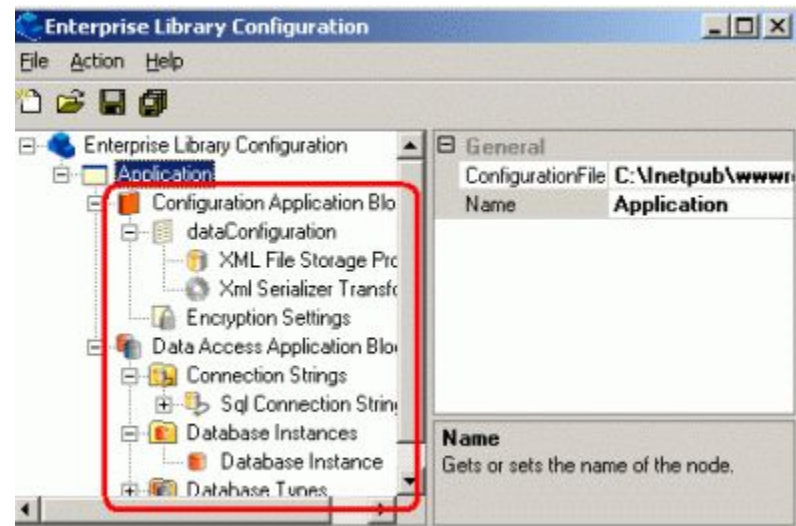 Enterprise Library Configuration
File Action Help
Enterprise Library Configuration
Application
Configuration Application Blo
dataConfiguration
XML File Storage Pro
Xml Serializer Transfo
Encryption Settings
Data Access Application Blo
Connection Strings
Sql Connection String
Database Instances
Database Instance
Database Types
General
ConfigurationFile C:\Inetpub\wwwr
Name Application
Name
Gets or sets the name of the node.